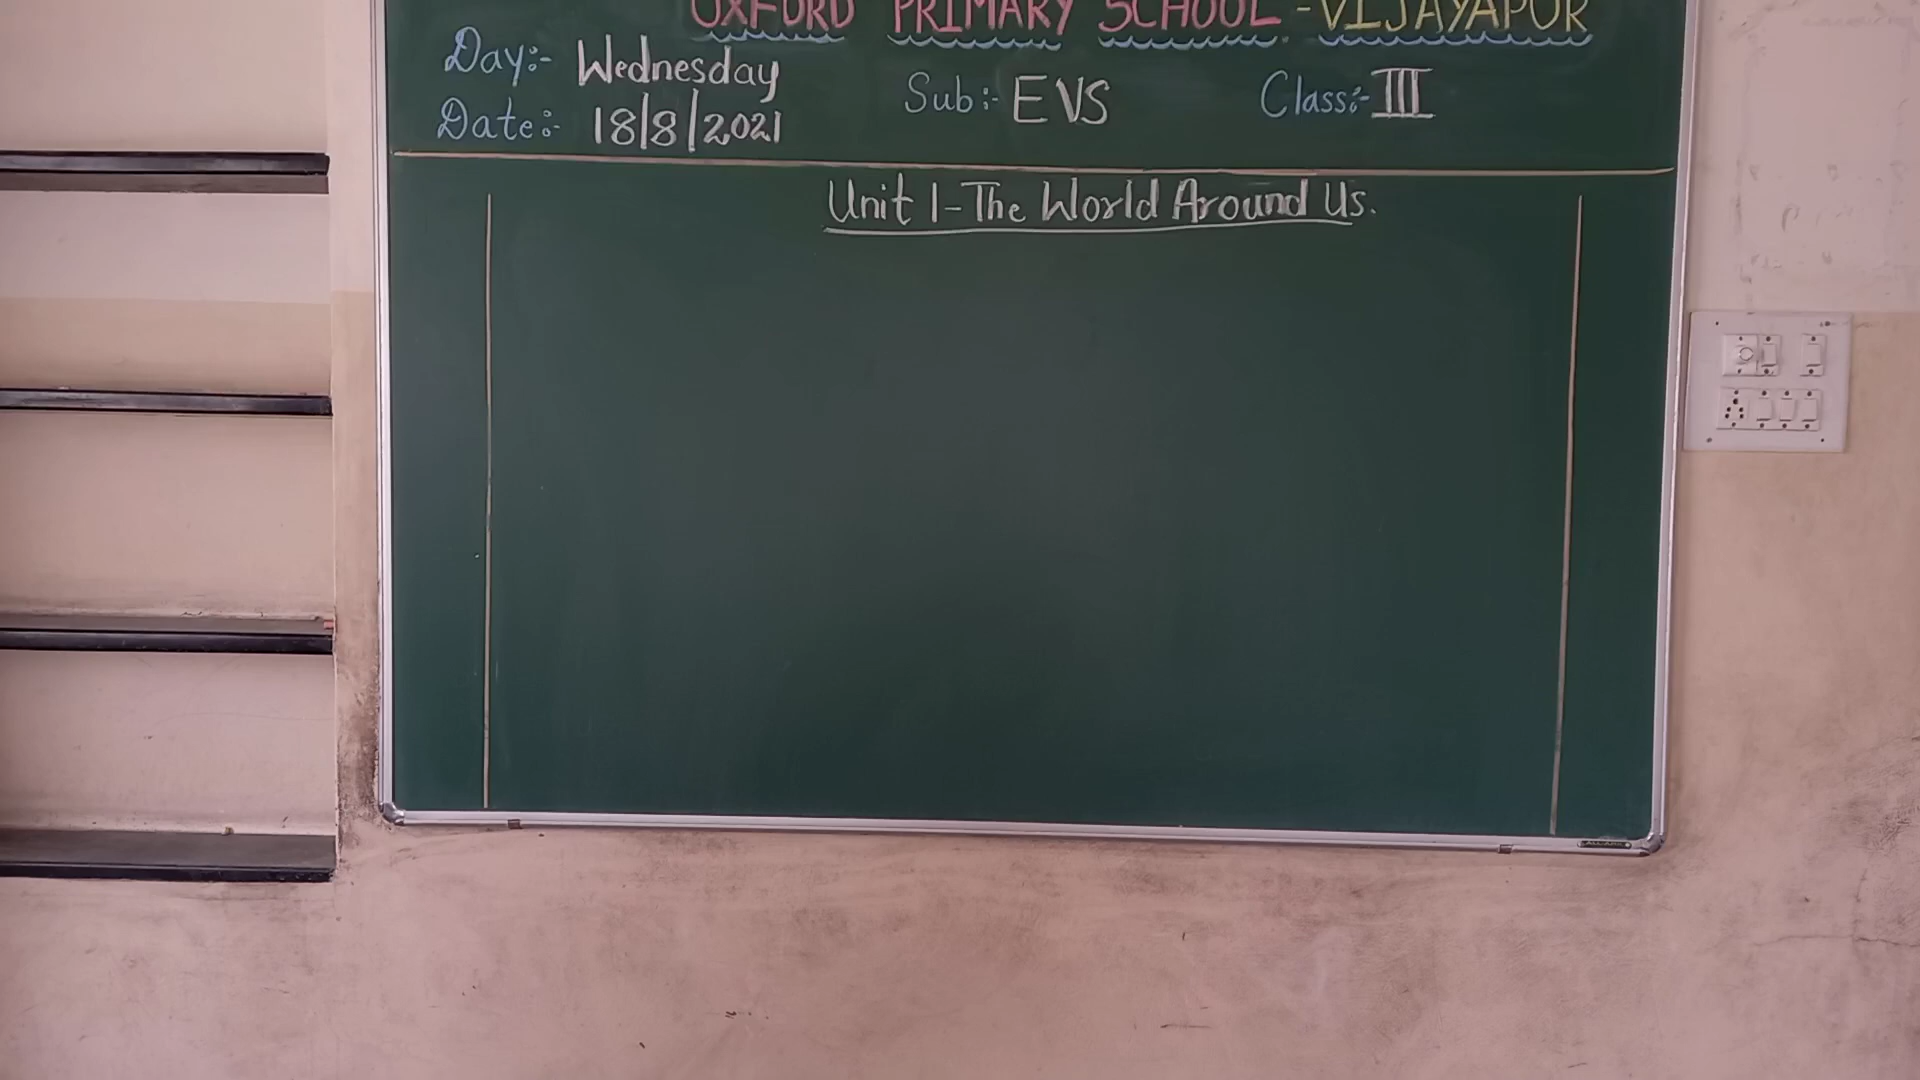 OXFORD PRIMARY SCHOOL - VIJAYAPUR
Day:- Wednesday
Date:- 18/8/2021
Sub:- EVS
Class:- III
Unit 1 - The World Around Us.